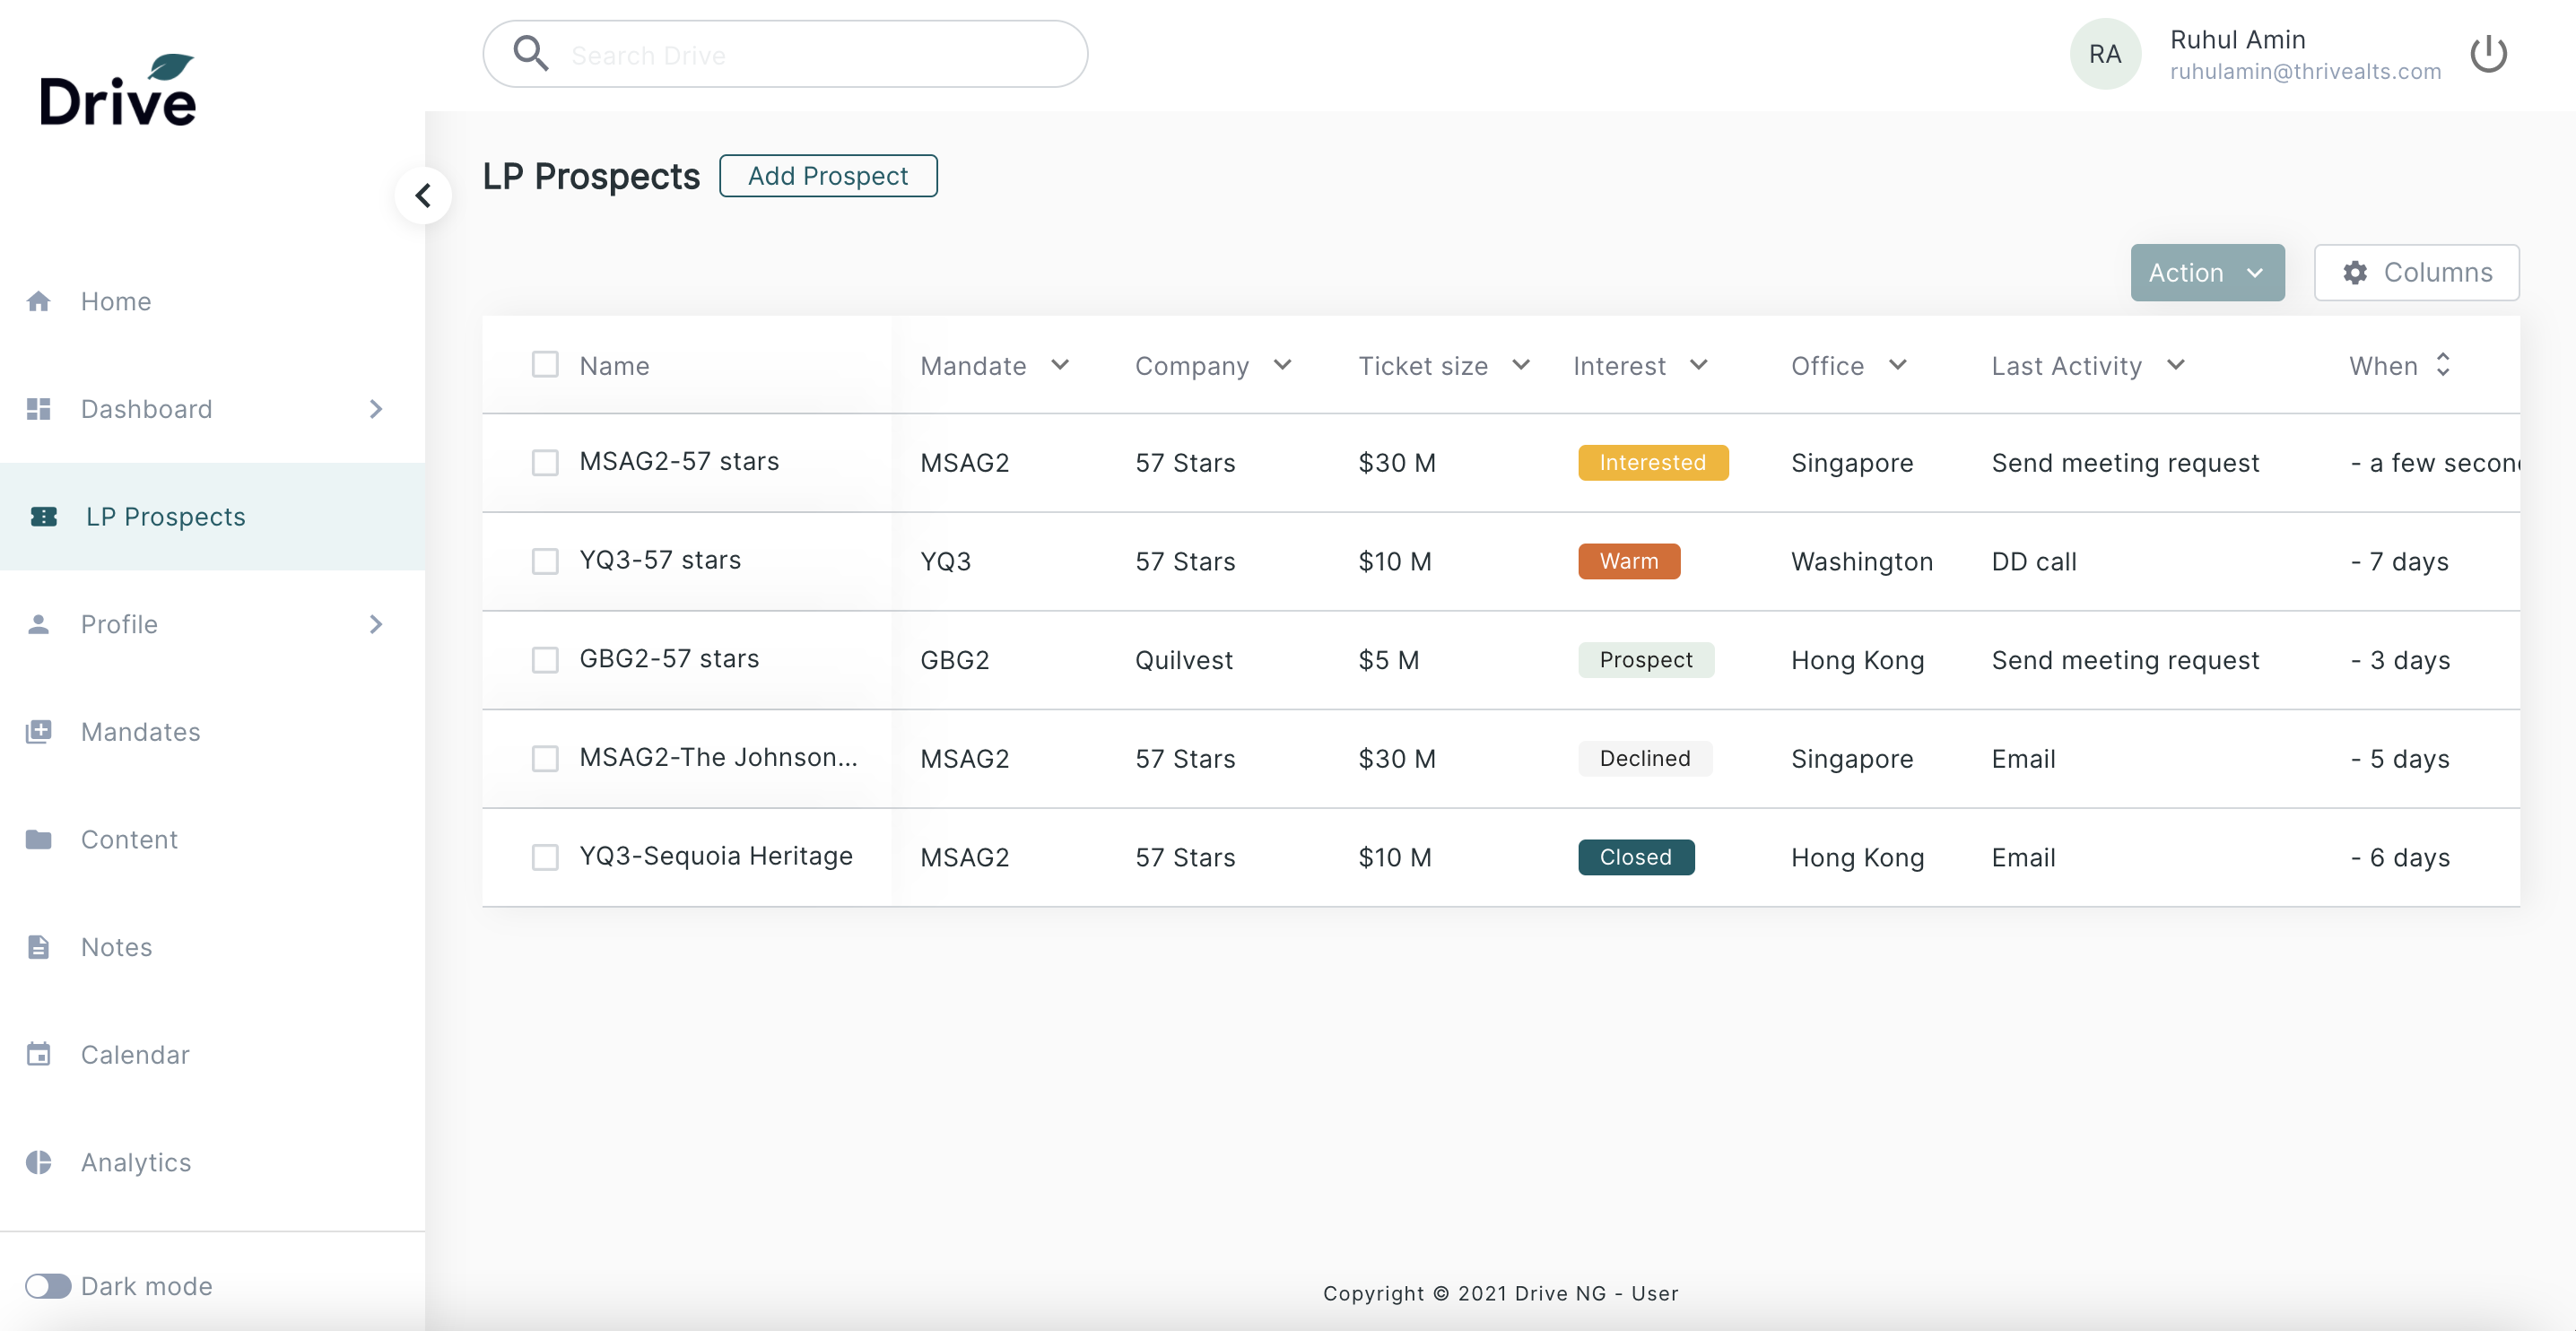 Drive
Search Drive
RA
Ruhul Amin
ruhulamin@thrivealts.com
LP Prospects
Add Prospect
Action
Columns
Home
Dashboard
LP Prospects
Profile
Mandates
Content
Notes
Calendar
Analytics
Dark mode
Name Mandate Company Ticket size Interest Office Last Activity When
MSAG2-57 stars MSAG2 57 Stars $30 M Interested Singapore Send meeting request - a few secon
YQ3-57 stars YQ3 57 Stars $10 M Warm Washington DD call - 7 days
GBG2-57 stars GBG2 Quilvest $5 M Prospect Hong Kong Send meeting request - 3 days
MSAG2-The Johnson... MSAG2 57 Stars $30 M Declined Singapore Email - 5 days
YQ3-Sequoia Heritage MSAG2 57 Stars $10 M Closed Hong Kong Email - 6 days
Copyright © 2021 Drive NG - User